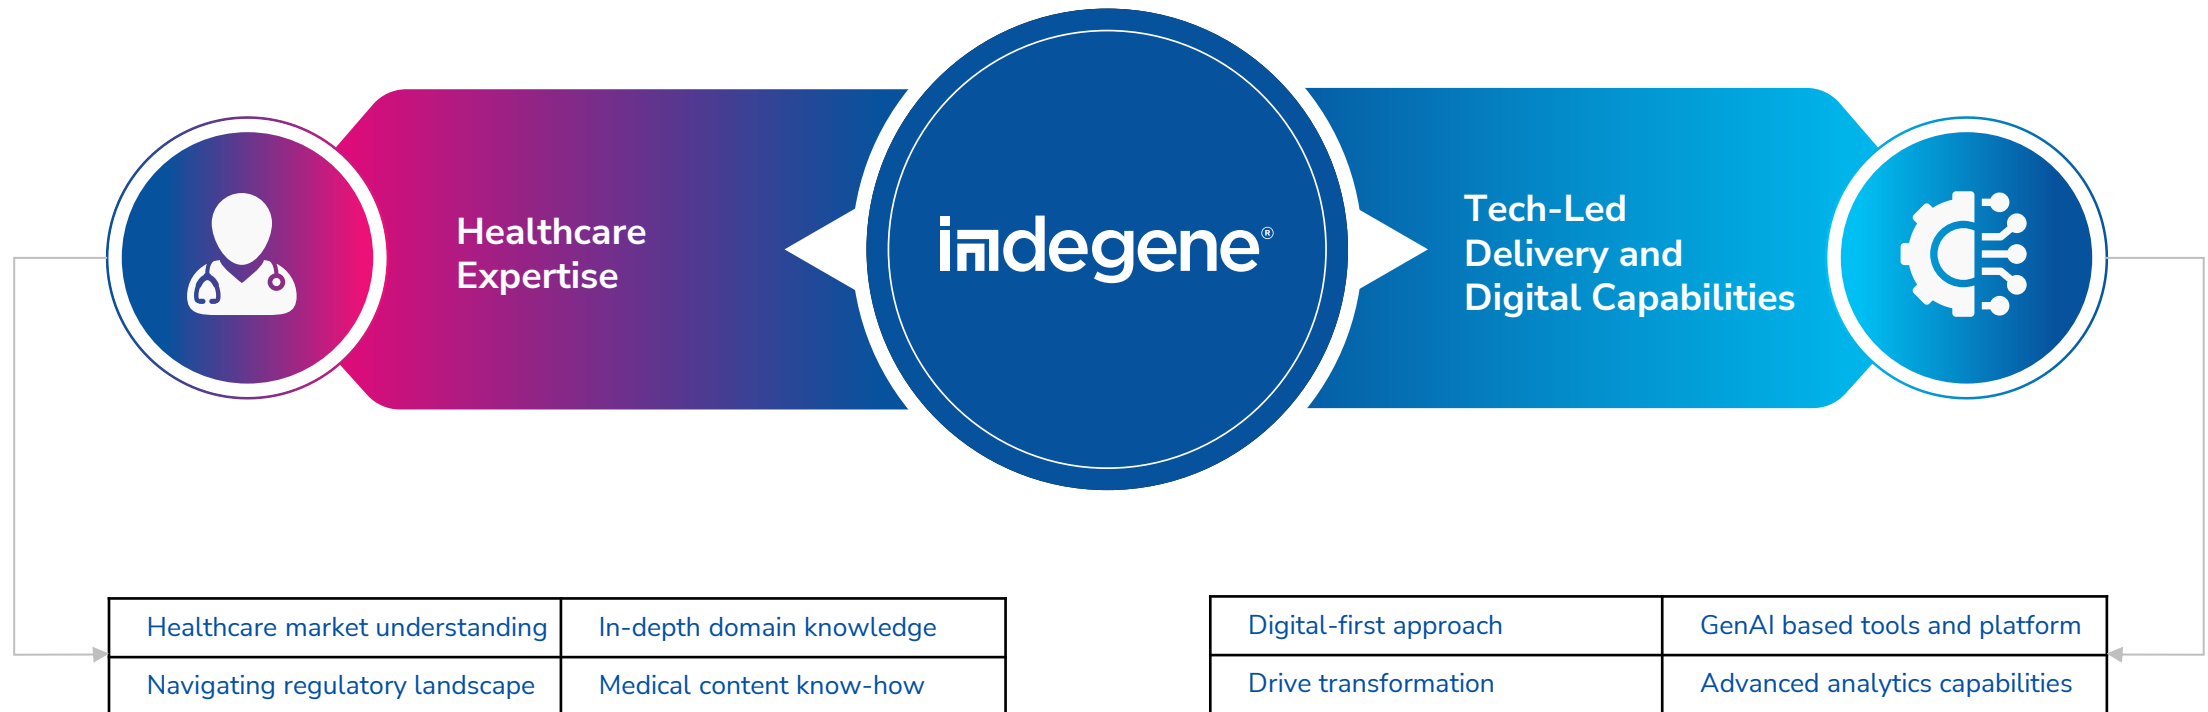 Healthcare
Expertise
indegene®
Tech-Led
Delivery and
Digital Capabilities
Healthcare market understanding
In-depth domain knowledge
Navigating regulatory landscape
Medical content know-how
Digital-first approach
GenAI based tools and platform
Drive transformation
Advanced analytics capabilities